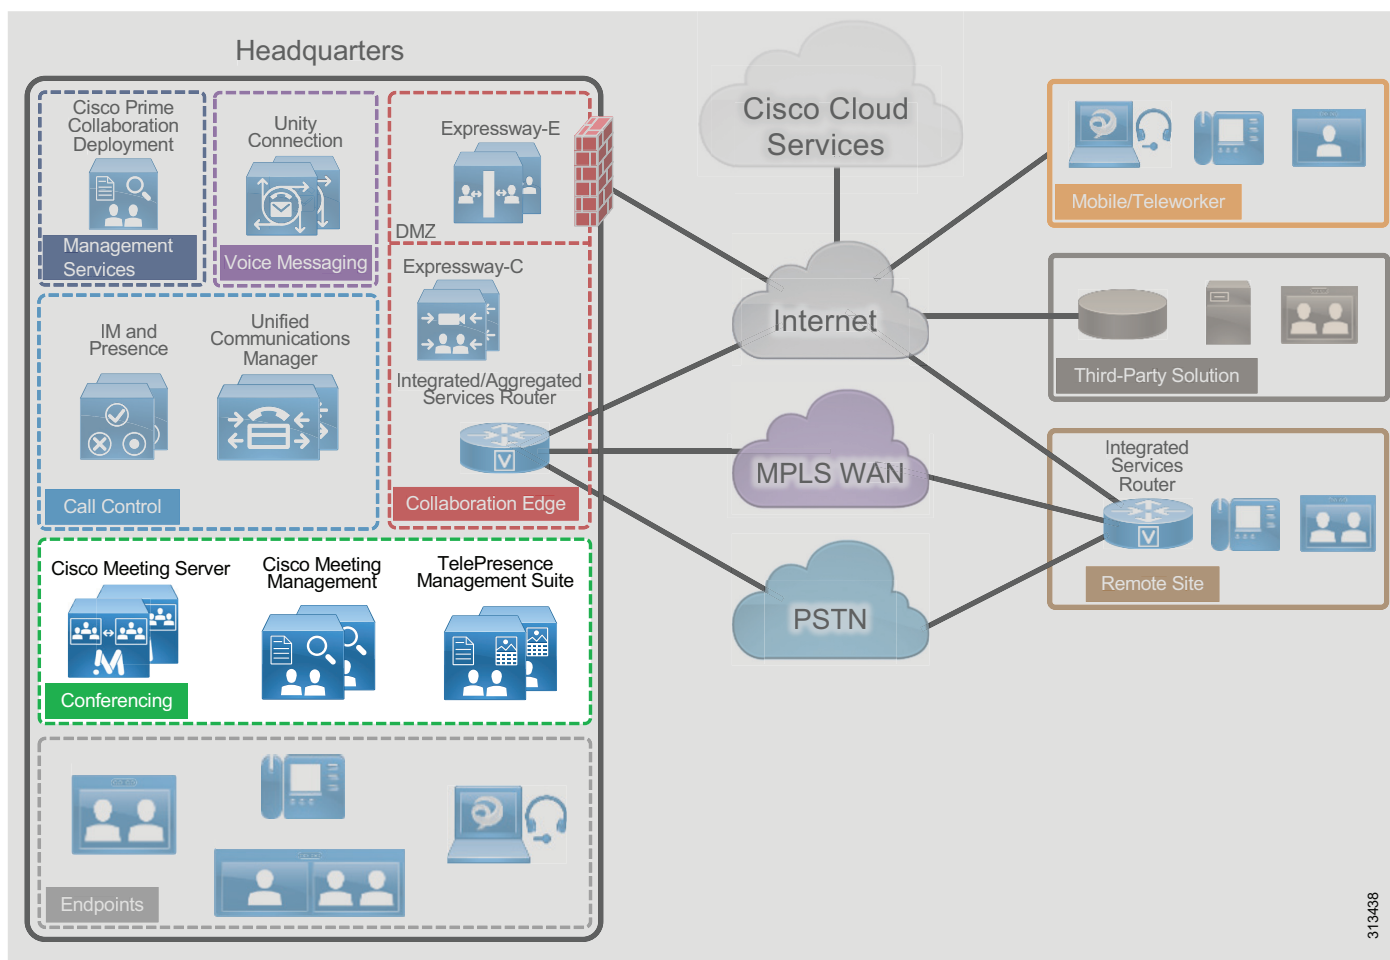 Headquarters
Cisco Prime
Collaboration
Deployment
Management
Services
Unity
Connection
Voice Messaging
Expressway-E
DMZ
Expressway-C
Integrated/Aggregated
Services Router
V
Collaboration Edge
IM and
Presence
Unified
Communications
Manager
Call Control
Cisco Meeting Server
Cisco Meeting
Management
TelePresence
Management Suite
Conferencing
Endpoints
Cisco Cloud
Services
Internet
MPLS WAN
PSTN
Mobile/Teleworker
Third-Party Solution
Integrated
Services
Router
V
Remote Site
313438